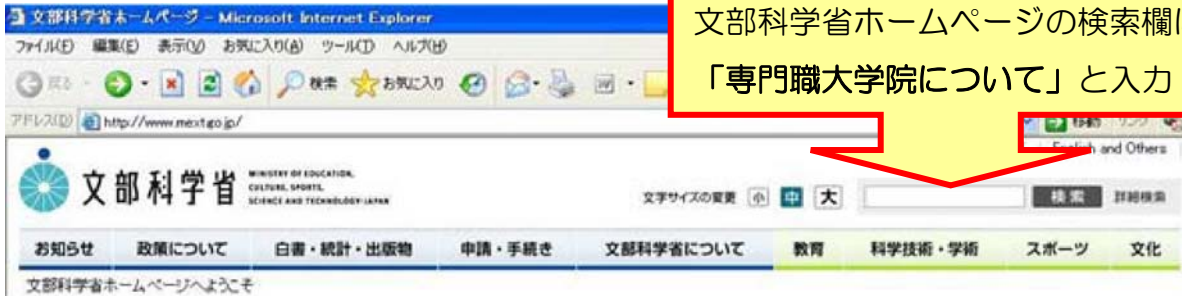 文部科学省ホームページ - Microsoft Internet Explorer
ファイル(F) 編集(E) 表示(V) お気に入り(A) ツール(T) ヘルプ(H)
戻る 検索 お気に入り
アドレス(D) http://www.mext.go.jp/ 移動 リンク
文部科学省ホームページの検索欄に
「専門職大学院について」と入力
English and Others
文部科学省 MINISTRY OF EDUCATION,
CULTURE, SPORTS,
SCIENCE AND TECHNOLOGY-JAPAN
文字サイズの変更 小 中 大 検索 詳細検索
お知らせ 政策について 白書・統計・出版物 申請・手続き 文部科学省について 教育 科学技術・学術 スポーツ 文化
文部科学省ホームページへようこそ